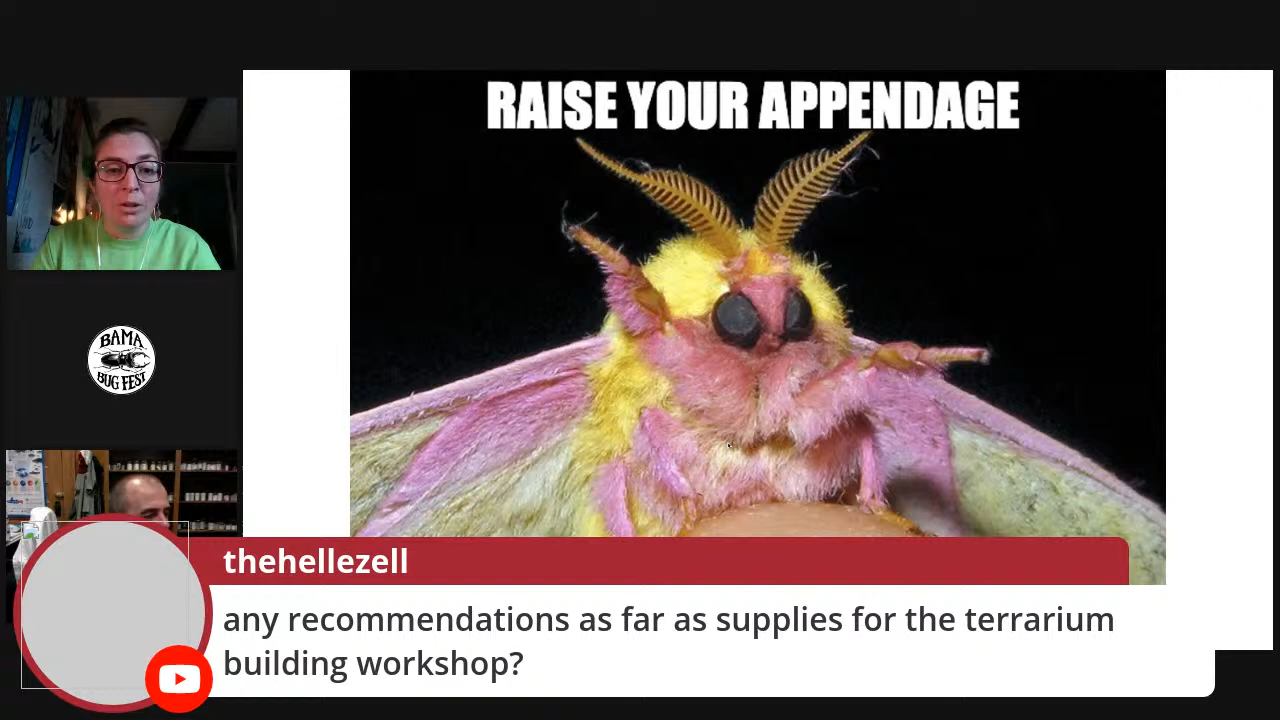 RAISE YOUR APPENDAGE
BAMA
BUG FEST
thehellezell
any recommendations as far as supplies for the terrarium
building workshop?